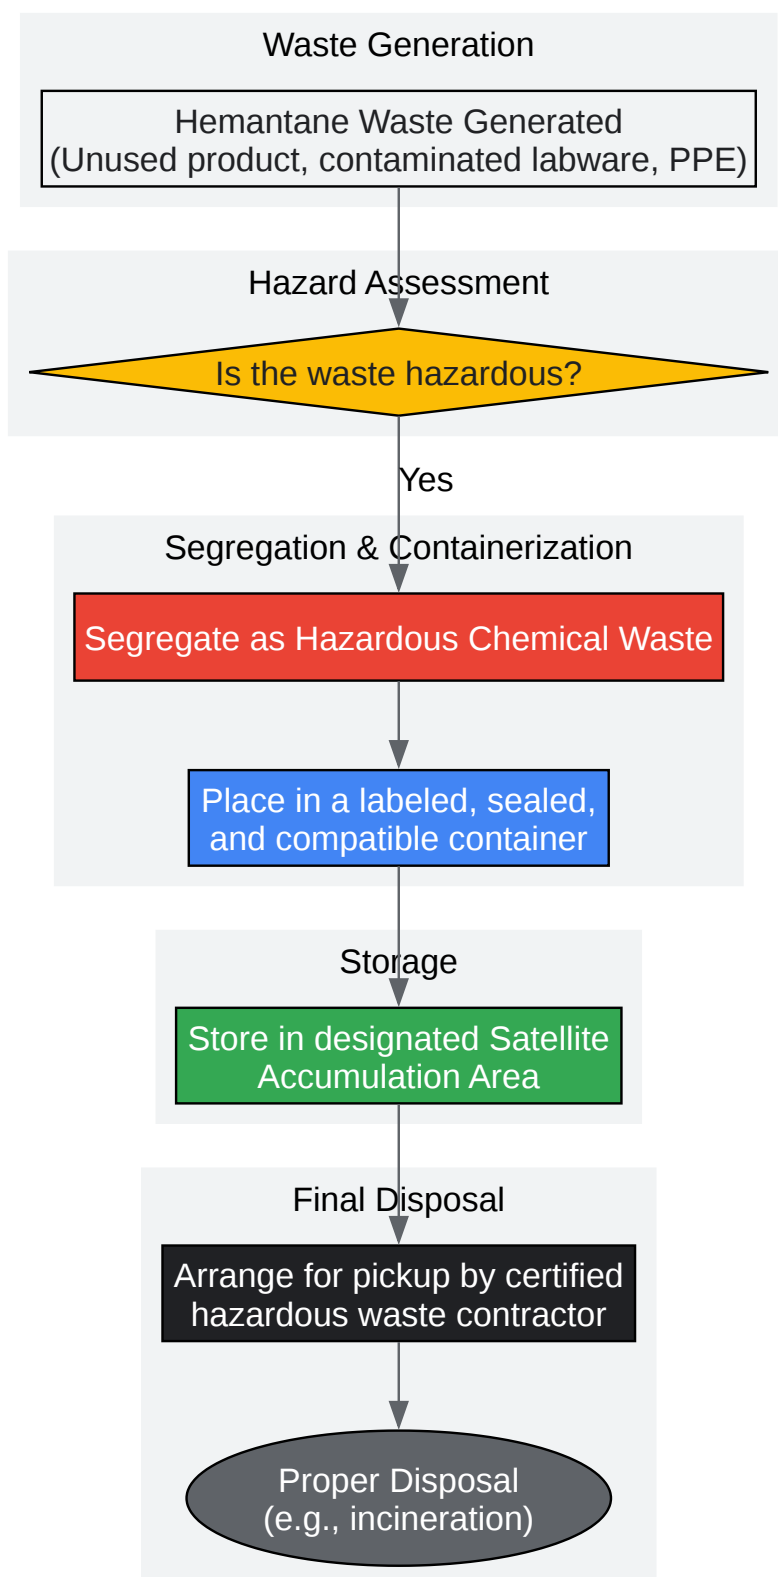 Waste Generation
Hemantane Waste Generated
(Unused product, contaminated labware, PPE)
Hazard Assessment
Is the waste hazardous?
Yes
Segregation & Containerization
Segregate as Hazardous Chemical Waste
Place in a labeled, sealed,
and compatible container
Storage
Store in designated Satellite
Accumulation Area
Final Disposal
Arrange for pickup by certified
hazardous waste contractor
Proper Disposal
(e.g., incineration)